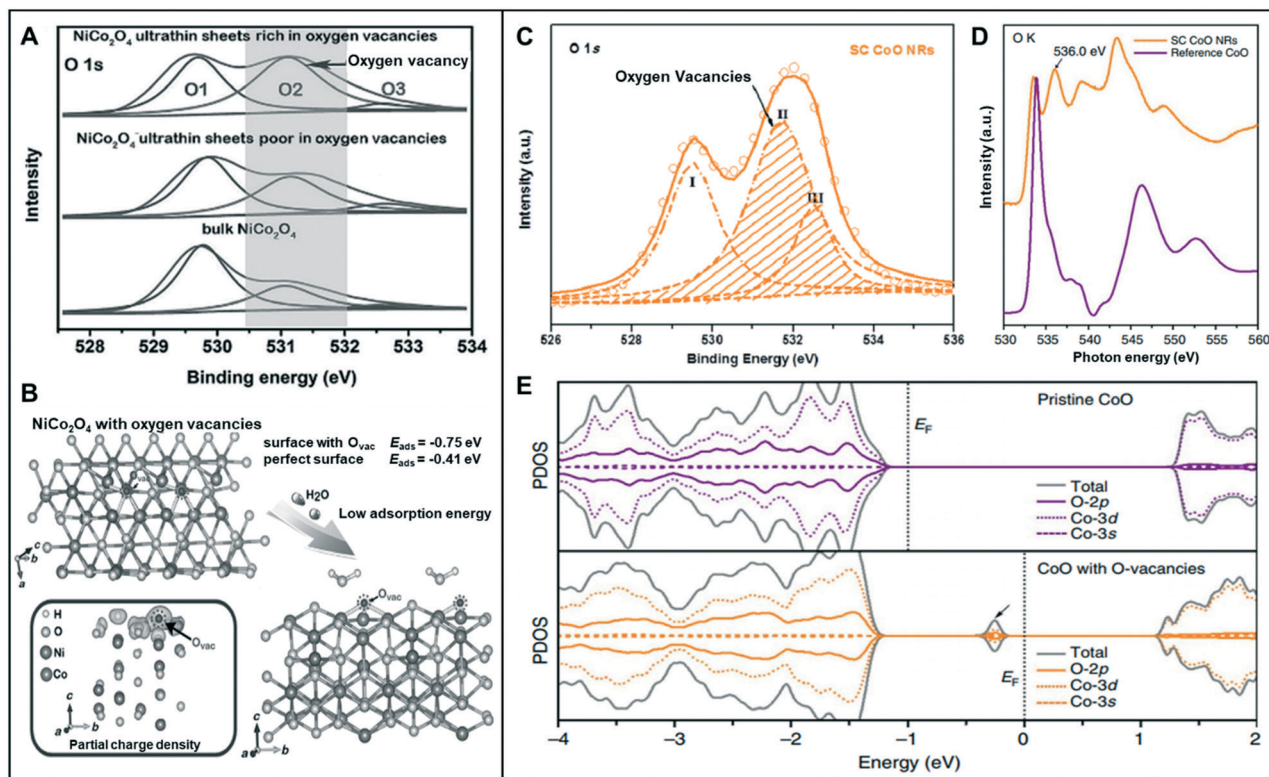 A
NiCo2O4 ultrathin sheets rich in oxygen vacancies
O 1s
Oxygen vacancy
O1
O2
O3
NiCo2O4 ultrathin sheets poor in oxygen vacancies
bulk NiCo2O4
Intensity
528 529 530 531 532 533 534
Binding energy (eV)
B
NiCo2O4 with oxygen vacancies
surface with Ovac Eads = -0.75 eV
perfect surface Eads = -0.41 eV
Ovac
H2O
Low adsorption energy
c
b
a
H
O
Ni
Co
Ovac
c
a b
Partial charge density
Ovac
c
a b
C
O 1s
SC CoO NRs
Oxygen Vacancies
I
II
III
Intensity (a.u.)
526 528 530 532 534 536
Binding Energy (eV)
D
O K
536.0 eV
SC CoO NRs
Reference CoO
Intensity (a.u.)
530 535 540 545 550 555 560
Photon energy (eV)
E
Pristine CoO
EF
PDOS
Total
O-2p
Co-3d
Co-3s
CoO with O-vacancies
EF
PDOS
Total
O-2p
Co-3d
Co-3s
−4 −3 −2 −1 0 1 2
Energy (eV)